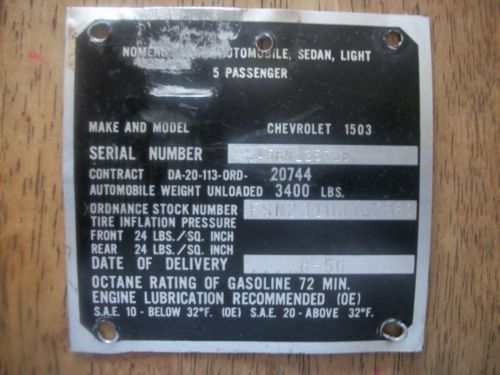 AUTOMOBILE, SEDAN, LIGHT
5 PASSENGER
MAKE AND MODEL CHEVROLET 1503
SERIAL NUMBER
CONTRACT DA-20-113-ORD- 20744
AUTOMOBILE WEIGHT UNLOADED 3400 LBS.
ORDNANCE STOCK NUMBER
TIRE INFLATION PRESSURE
FRONT 24 LBS./SQ. INCH
REAR 24 LBS./SQ. INCH
DATE OF DELIVERY
OCTANE RATING OF GASOLINE 72 MIN.
ENGINE LUBRICATION RECOMMENDED (OE)
S.A.E. 10 - BELOW 32°F. (OE) S.A.E. 20 - ABOVE 32°F.